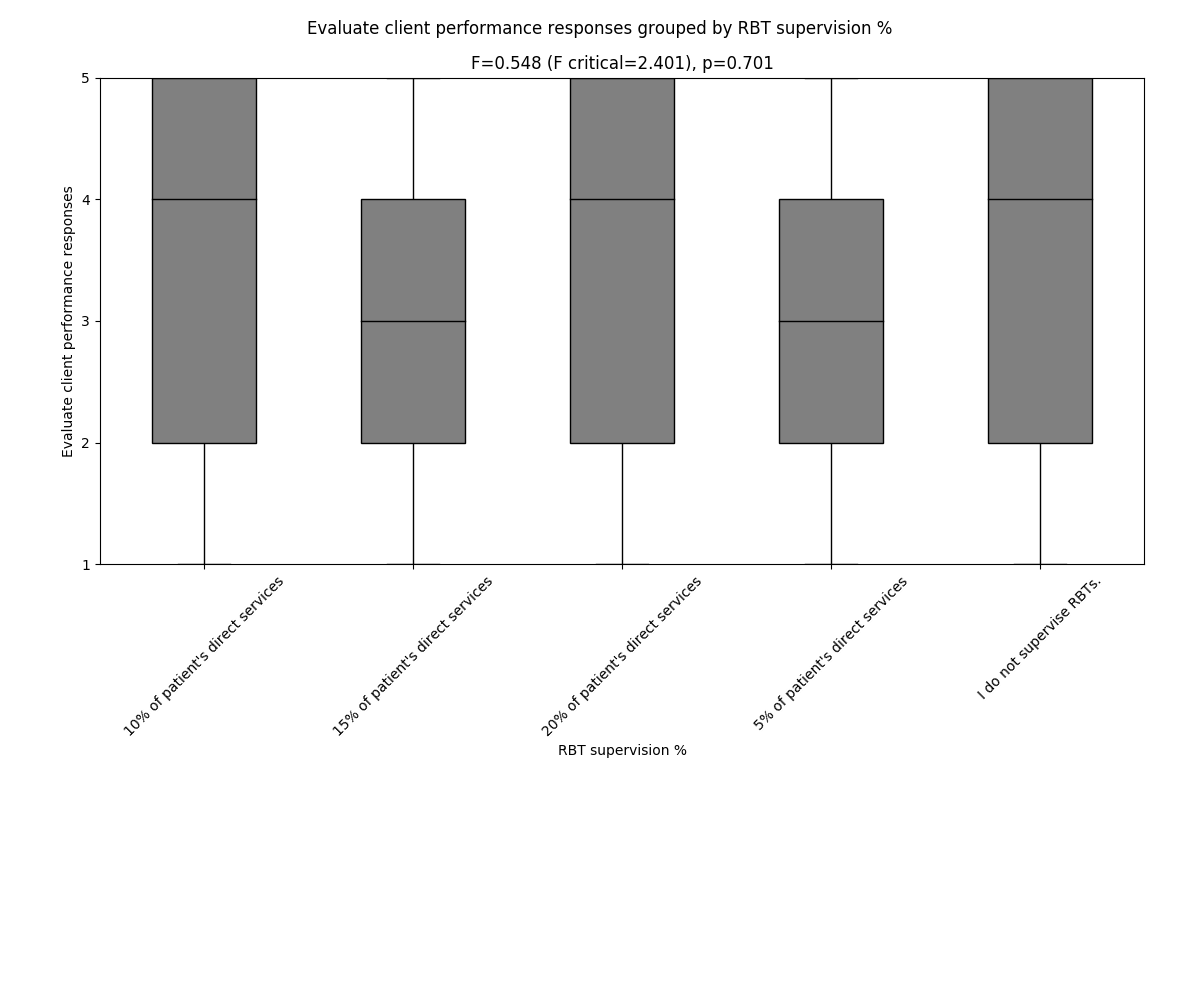 Evaluate client performance responses grouped by RBT supervision %
F=0.548 (F critical=2.401), p=0.701
Evaluate client performance responses
5
4
3
2
1
10% of patient's direct services
15% of patient's direct services
20% of patient's direct services
5% of patient's direct services
I do not supervise RBTs.
RBT supervision %